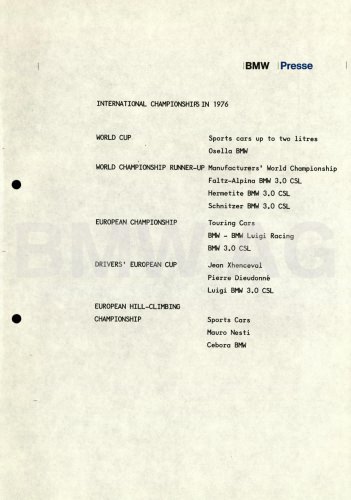 BMW Presse
INTERNATIONAL CHAMPIONSHIPS IN 1976
WORLD CUP Sports cars up to two litres
Osella BMW
WORLD CHAMPIONSHIP RUNNER-UP Manufacturers' World Championship
Faltz-Alpina BMW 3.0 CSL
Hermetite BMW 3.0 CSL
Schnitzer BMW 3.0 CSL
EUROPEAN CHAMPIONSHIP Touring Cars
BMW - BMW Luigi Racing
BMW 3.0 CSL
DRIVERS' EUROPEAN CUP Jean Xhenceval
Pierre Dieudonné
Luigi BMW 3.0 CSL
EUROPEAN HILL-CLIMBING
CHAMPIONSHIP Sports Cars
Mauro Nesti
Cebora BMW
BMW AG